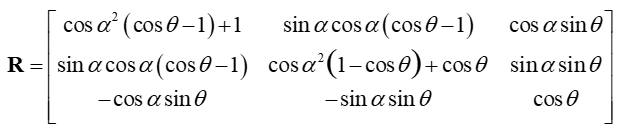 cos α² (cos θ−1)+1 sin α cos α (cos θ−1) cos α sin θ
R = sin α cos α (cos θ−1) cos α² (1−cos θ)+cos θ sin α sin θ
−cos α sin θ −sin α sin θ cos θ